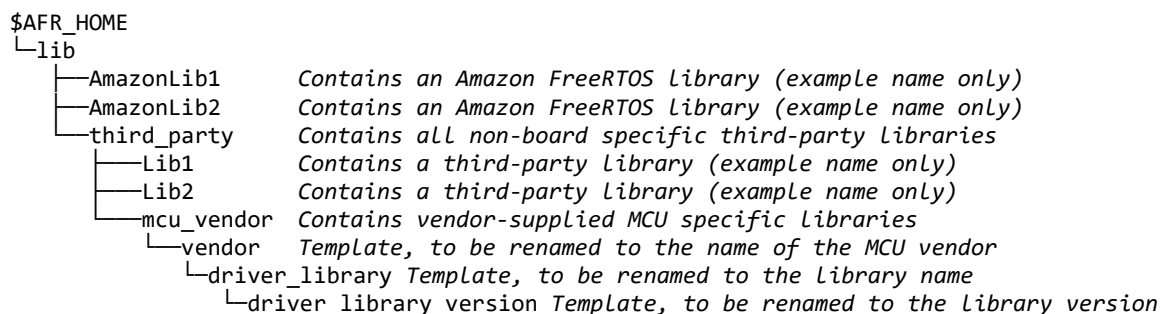 $AFR_HOME
└─lib
├──AmazonLib1 Contains an Amazon FreeRTOS library (example name only)
├──AmazonLib2 Contains an Amazon FreeRTOS library (example name only)
└──third_party Contains all non-board specific third-party libraries
├───Lib1 Contains a third-party library (example name only)
├───Lib2 Contains a third-party library (example name only)
└───mcu_vendor Contains vendor-supplied MCU specific libraries
└──vendor Template, to be renamed to the name of the MCU vendor
└─driver_library Template, to be renamed to the library name
└─driver library version Template, to be renamed to the library version